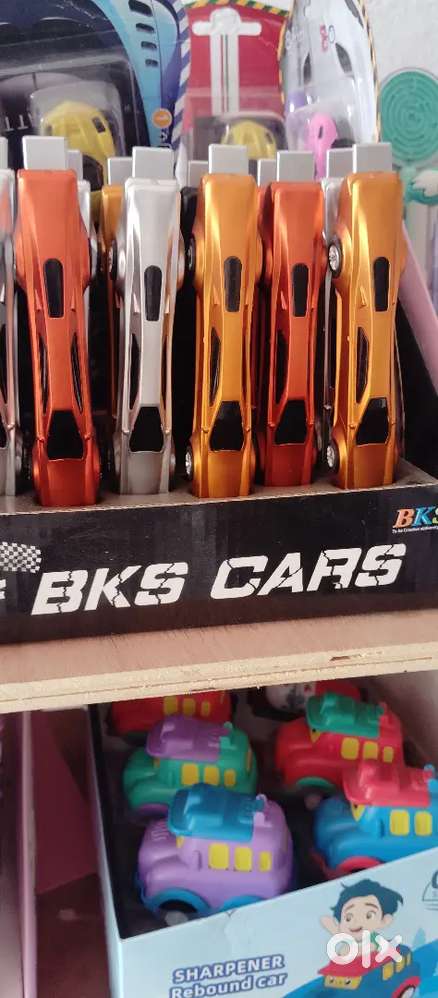 BKS
BKS CARS
SHARPENER
Rebound car
olx